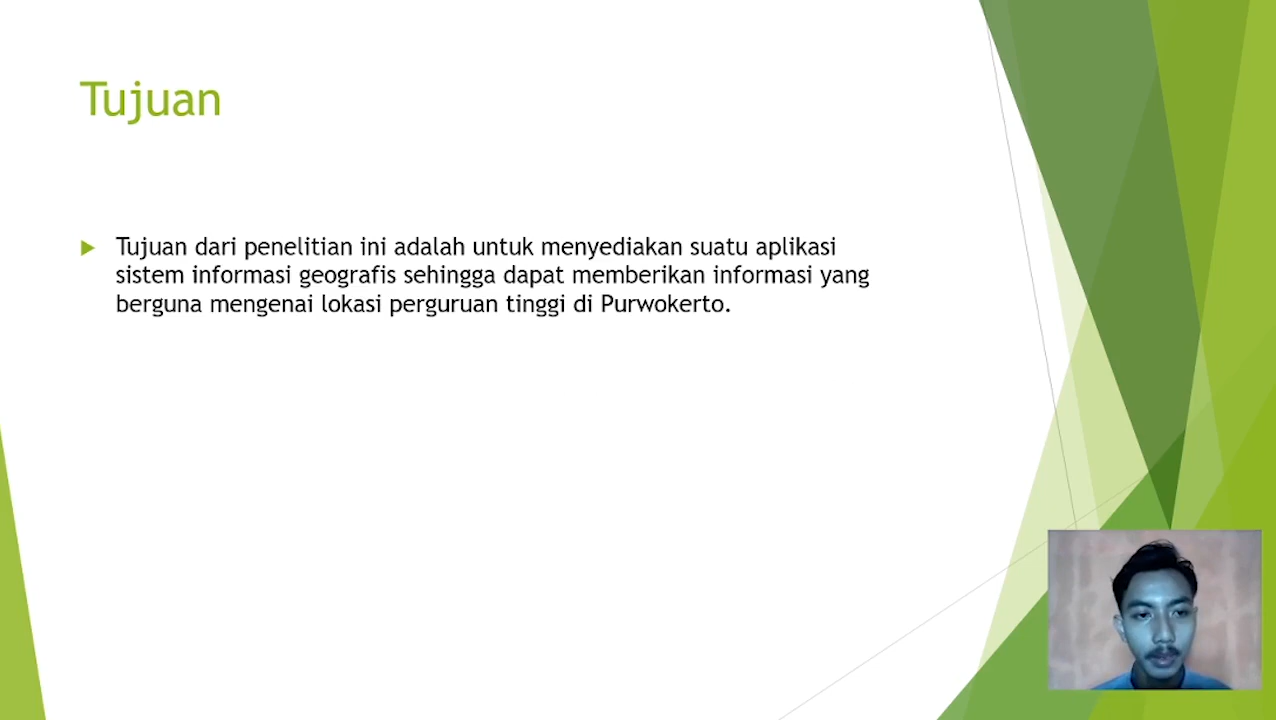 Tujuan
Tujuan dari penelitian ini adalah untuk menyediakan suatu aplikasi
sistem informasi geografis sehingga dapat memberikan informasi yang
berguna mengenai lokasi perguruan tinggi di Purwokerto.